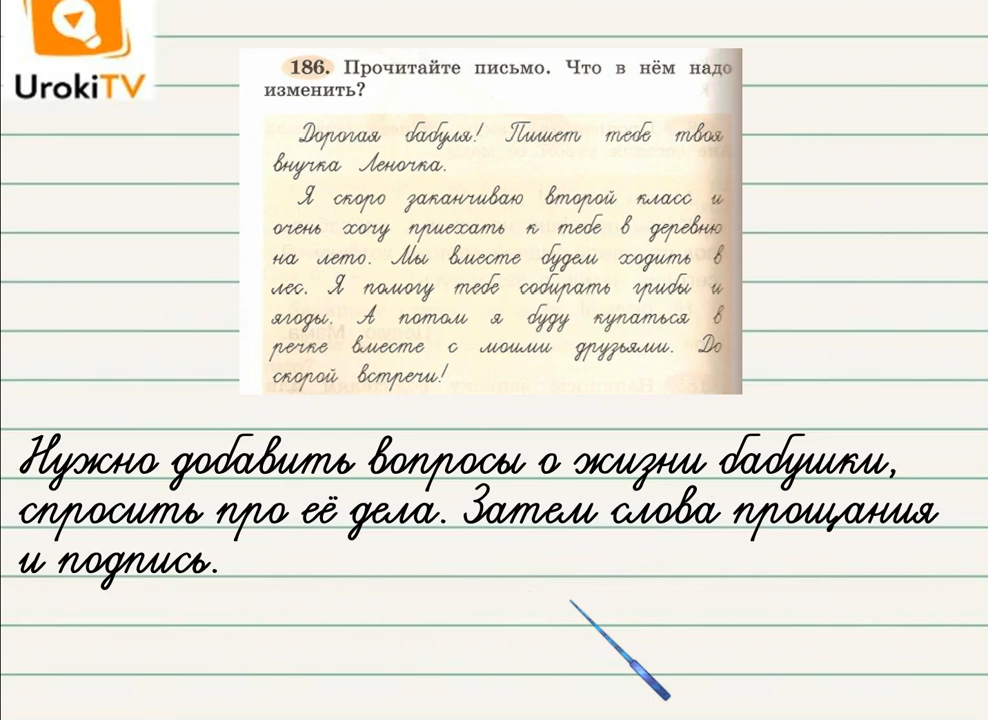 UrokiTV
186. Прочитайте письмо. Что в нём надо
изменить?
Дорогая бабуля! Пишет тебе твоя
внучка Леночка.
Я скоро заканчиваю второй класс и
очень хочу приехать к тебе в деревню
на лето. Мы вместе будем ходить в
лес. Я помогу тебе собирать грибы и
ягоды. А потом я буду купаться в
речке вместе с моими друзьями. До
скорой встречи!
Нужно добавить вопросы о жизни бабушки,
спросить про её дела. Затем слова прощания
и подпись.